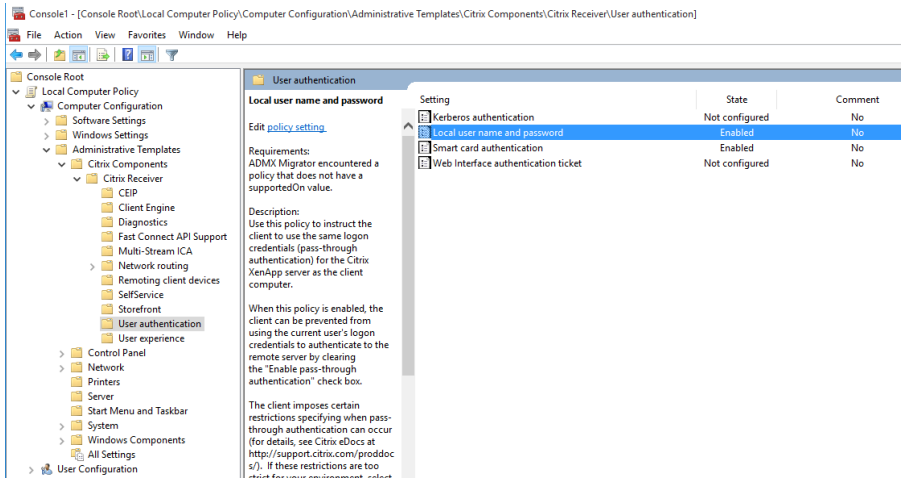 Console1 - [Console Root\Local Computer Policy\Computer Configuration\Administrative Templates\Citrix Components\Citrix Receiver\User authentication]
File Action View Favorites Window Help
Console Root
Local Computer Policy
Computer Configuration
Software Settings
Windows Settings
Administrative Templates
Citrix Components
Citrix Receiver
CEIP
Client Engine
Diagnostics
Fast Connect API Support
Multi-Stream ICA
Network routing
Remoting client devices
SelfService
Storefront
User authentication
User experience
Control Panel
Network
Printers
Server
Start Menu and Taskbar
System
Windows Components
All Settings
User Configuration
User authentication
Local user name and password
Edit policy setting
Requirements:
ADMX Migrator encountered a
policy that does not have a
supportedOn value.
Description:
Use this policy to instruct the
client to use the same logon
credentials (pass-through
authentication) for the Citrix
XenApp server as the client
computer.
When this policy is enabled, the
client can be prevented from
using the current user's logon
credentials to authenticate to the
remote server by clearing
the "Enable pass-through
authentication" check box.
The client imposes certain
restrictions specifying when pass-
through authentication can occur
(for details, see Citrix eDocs at
http://support.citrix.com/proddoc
s/). If these restrictions are too
strict for your environment, select
Setting State Comment
Kerberos authentication Not configured No
Local user name and password Enabled No
Smart card authentication Enabled No
Web Interface authentication ticket Not configured No